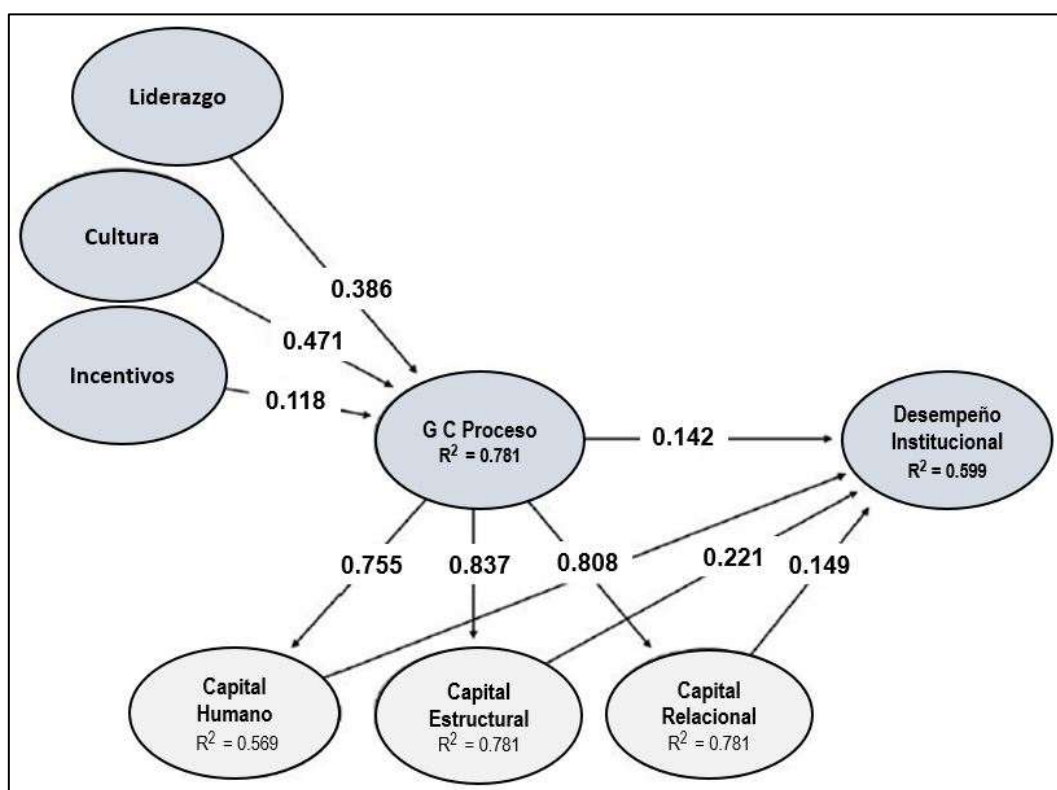 Liderazgo
Cultura
Incentivos
0.386
0.471
0.118
G C Proceso
R² = 0.781
0.142
Desempeño
Institucional
R² = 0.599
0.755
0.837
0.808
0.221
0.149
Capital
Humano
R² = 0.569
Capital
Estructural
R² = 0.781
Capital
Relacional
R² = 0.781